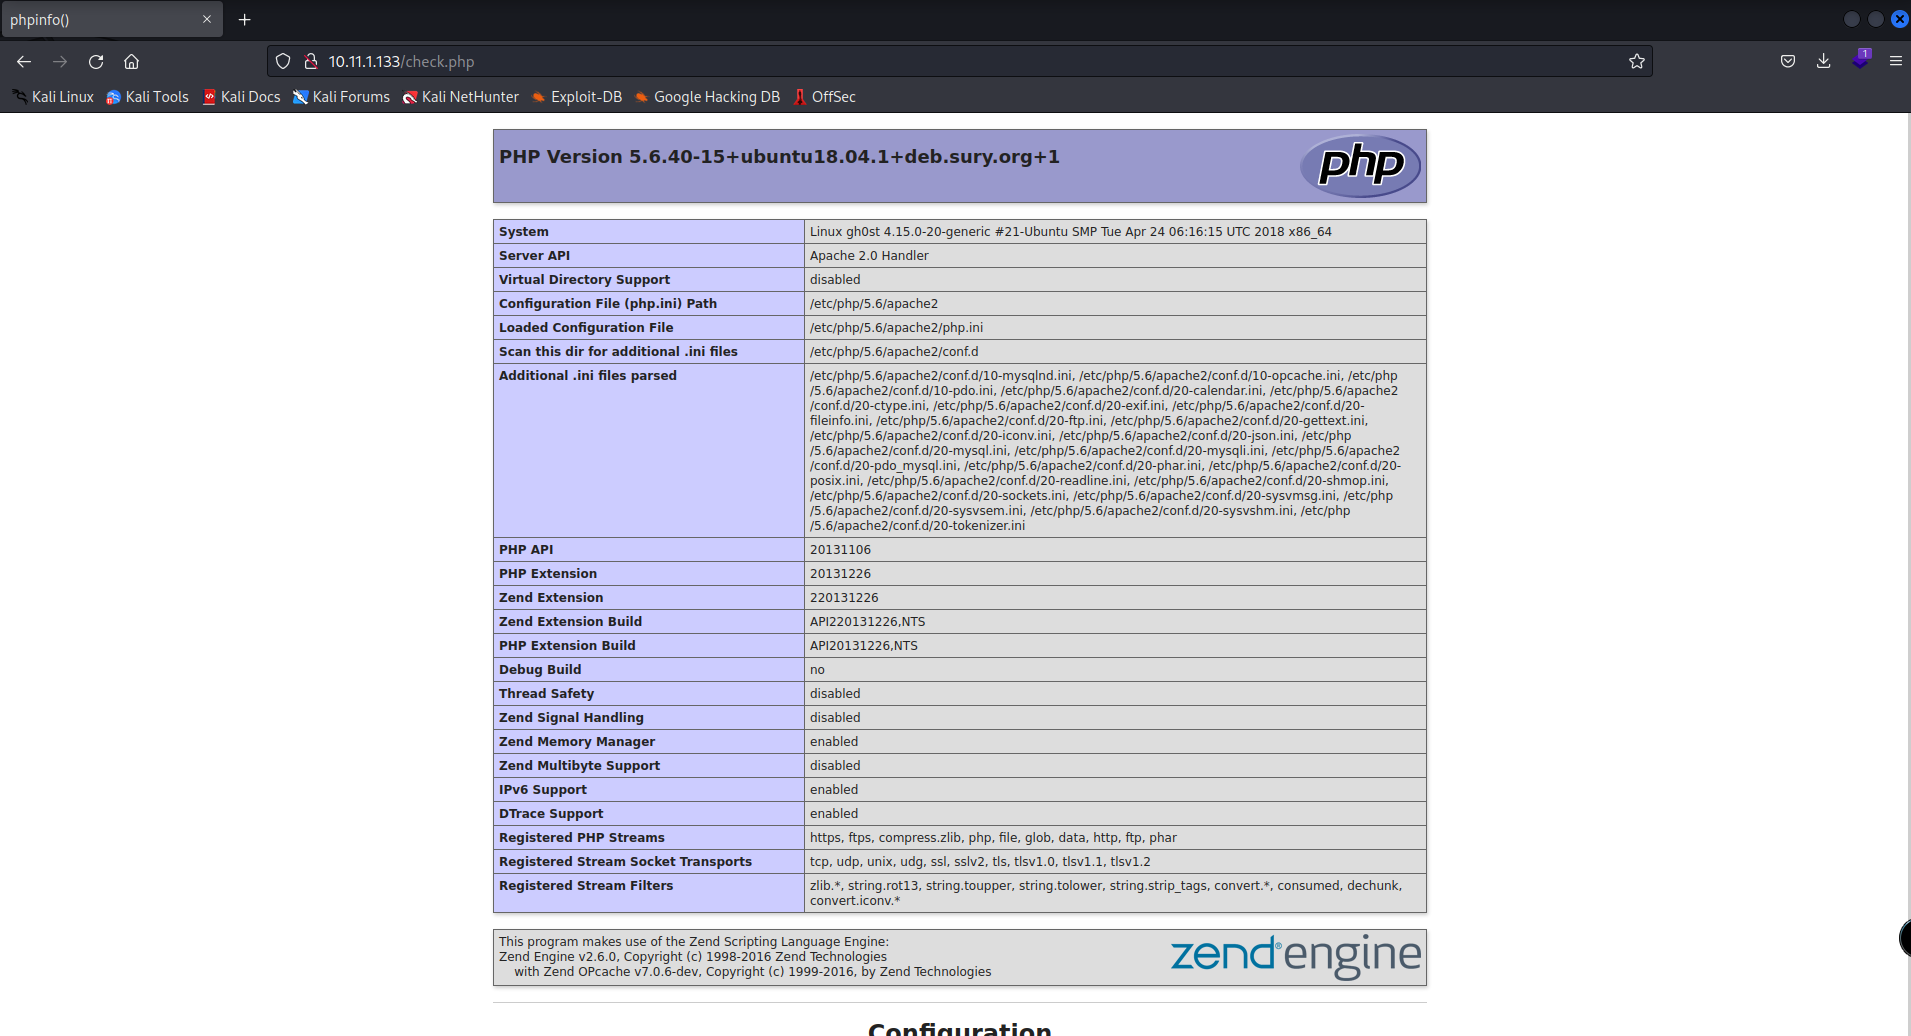 phpinfo()
10.11.1.133/check.php
1
Kali Linux Kali Tools Kali Docs Kali Forums Kali NetHunter Exploit-DB Google Hacking DB OffSec
PHP Version 5.6.40-15+ubuntu18.04.1+deb.sury.org+1
php
System Linux gh0st 4.15.0-20-generic #21-Ubuntu SMP Tue Apr 24 06:16:15 UTC 2018 x86_64
Server API Apache 2.0 Handler
Virtual Directory Support disabled
Configuration File (php.ini) Path /etc/php/5.6/apache2
Loaded Configuration File /etc/php/5.6/apache2/php.ini
Scan this dir for additional .ini files /etc/php/5.6/apache2/conf.d
Additional .ini files parsed /etc/php/5.6/apache2/conf.d/10-mysqlnd.ini, /etc/php/5.6/apache2/conf.d/10-opcache.ini, /etc/php
/5.6/apache2/conf.d/10-pdo.ini, /etc/php/5.6/apache2/conf.d/20-calendar.ini, /etc/php/5.6/apache2
/conf.d/20-ctype.ini, /etc/php/5.6/apache2/conf.d/20-exif.ini, /etc/php/5.6/apache2/conf.d/20-
fileinfo.ini, /etc/php/5.6/apache2/conf.d/20-ftp.ini, /etc/php/5.6/apache2/conf.d/20-gettext.ini,
/etc/php/5.6/apache2/conf.d/20-iconv.ini, /etc/php/5.6/apache2/conf.d/20-json.ini, /etc/php
/5.6/apache2/conf.d/20-mysql.ini, /etc/php/5.6/apache2/conf.d/20-mysqli.ini, /etc/php/5.6/apache2
/conf.d/20-pdo_mysql.ini, /etc/php/5.6/apache2/conf.d/20-phar.ini, /etc/php/5.6/apache2/conf.d/20-
posix.ini, /etc/php/5.6/apache2/conf.d/20-readline.ini, /etc/php/5.6/apache2/conf.d/20-shmop.ini,
/etc/php/5.6/apache2/conf.d/20-sockets.ini, /etc/php/5.6/apache2/conf.d/20-sysvmsg.ini, /etc/php
/5.6/apache2/conf.d/20-sysvsem.ini, /etc/php/5.6/apache2/conf.d/20-sysvshm.ini, /etc/php
/5.6/apache2/conf.d/20-tokenizer.ini
PHP API 20131106
PHP Extension 20131226
Zend Extension 220131226
Zend Extension Build API220131226,NTS
PHP Extension Build API20131226,NTS
Debug Build no
Thread Safety disabled
Zend Signal Handling disabled
Zend Memory Manager enabled
Zend Multibyte Support disabled
IPv6 Support enabled
DTrace Support enabled
Registered PHP Streams https, ftps, compress.zlib, php, file, glob, data, http, ftp, phar
Registered Stream Socket Transports tcp, udp, unix, udg, ssl, sslv2, tls, tlsv1.0, tlsv1.1, tlsv1.2
Registered Stream Filters zlib.*, string.rot13, string.toupper, string.tolower, string.strip_tags, convert.*, consumed, dechunk,
convert.iconv.*
This program makes use of the Zend Scripting Language Engine:
Zend Engine v2.6.0, Copyright (c) 1998-2016 Zend Technologies
with Zend OPcache v7.0.6-dev, Copyright (c) 1999-2016, by Zend Technologies
zend® engine
Configuration